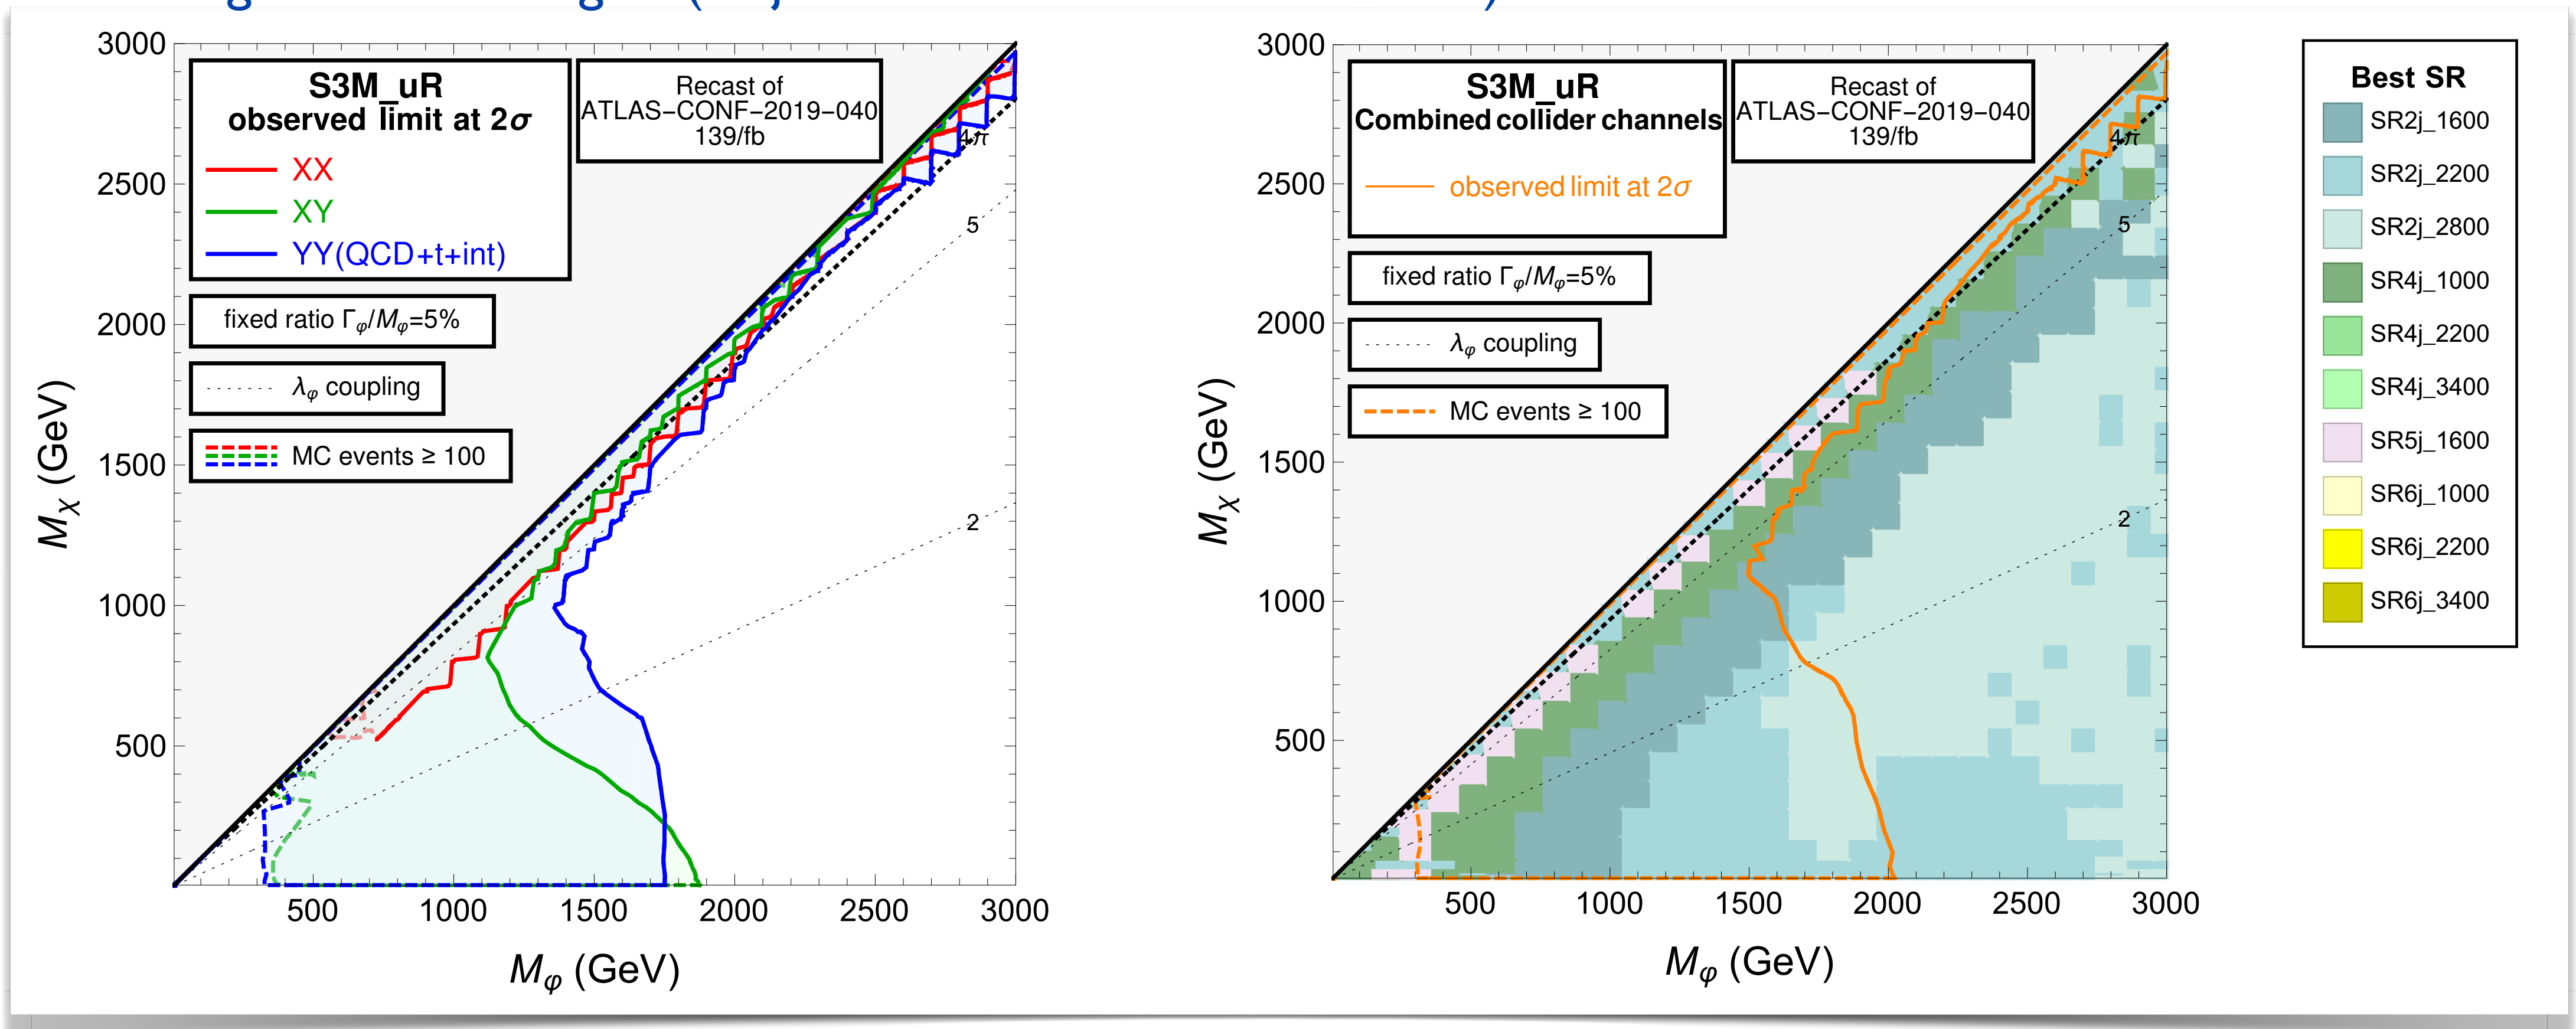 S3M_uR
observed limit at 2σ
XX
XY
YY(QCD+t+int)
Recast of
ATLAS−CONF−2019−040
139/fb
fixed ratio Γφ/Mφ=5%
λφ coupling
MC events ≥ 100
4π
5
2
3000
2500
2000
1500
1000
500
Mχ (GeV)
500 1000 1500 2000 2500 3000
Mφ (GeV)
S3M_uR
Combined collider channels
observed limit at 2σ
Recast of
ATLAS−CONF−2019−040
139/fb
fixed ratio Γφ/Mφ=5%
λφ coupling
MC events ≥ 100
4π
5
2
3000
2500
2000
1500
1000
500
Mχ (GeV)
500 1000 1500 2000 2500 3000
Mφ (GeV)
Best SR
SR2j_1600
SR2j_2200
SR2j_2800
SR4j_1000
SR4j_2200
SR4j_3400
SR5j_1600
SR6j_1000
SR6j_2200
SR6j_3400